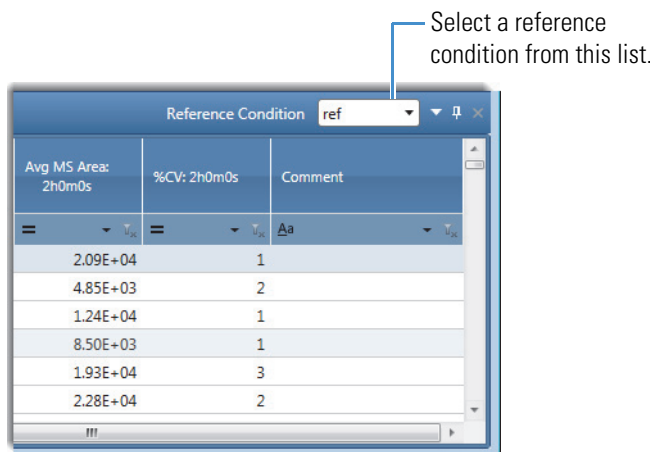 Select a reference
condition from this list.
Reference Condition ref
Avg MS Area:
2h0m0s
%CV: 2h0m0s
Comment
= = Aa
2.09E+04 1
4.85E+03 2
1.24E+04 1
8.50E+03 1
1.93E+04 3
2.28E+04 2